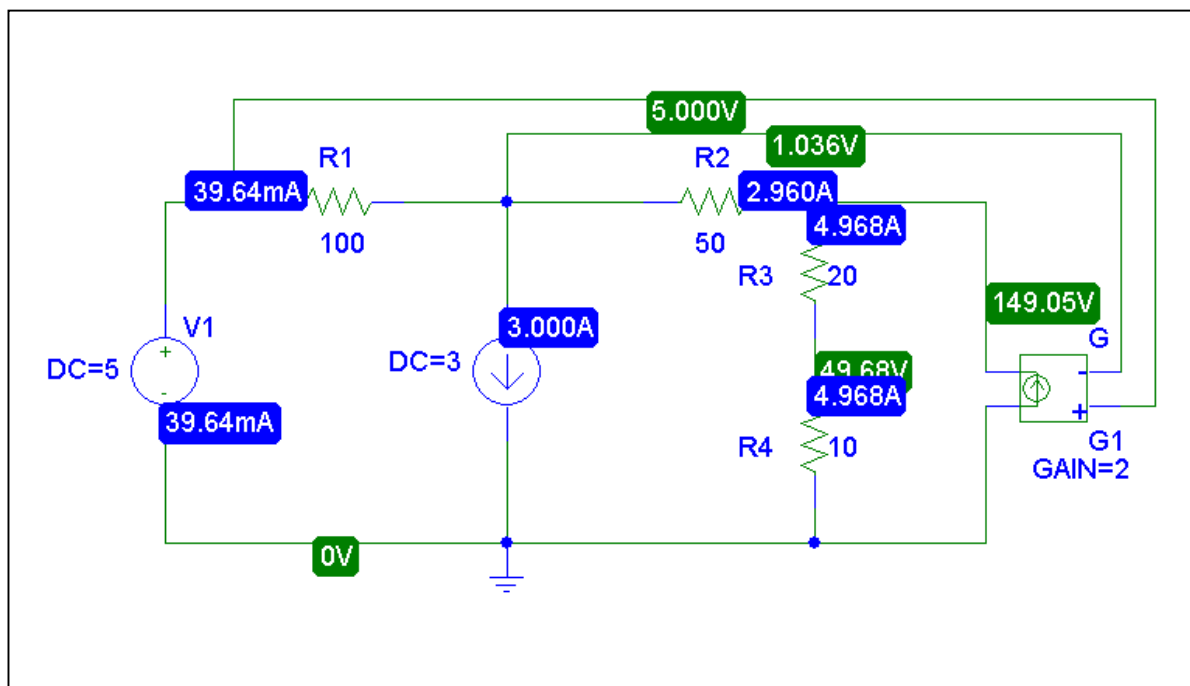 5.000V
1.036V
R1
R2
39.64mA
2.960A
4.968A
100
50
R3
20
149.05V
V1
3.000A
G
DC=5
DC=3
49.68V
-
+
-
4.968A
+
39.64mA
R4
10
G1
GAIN=2
0V